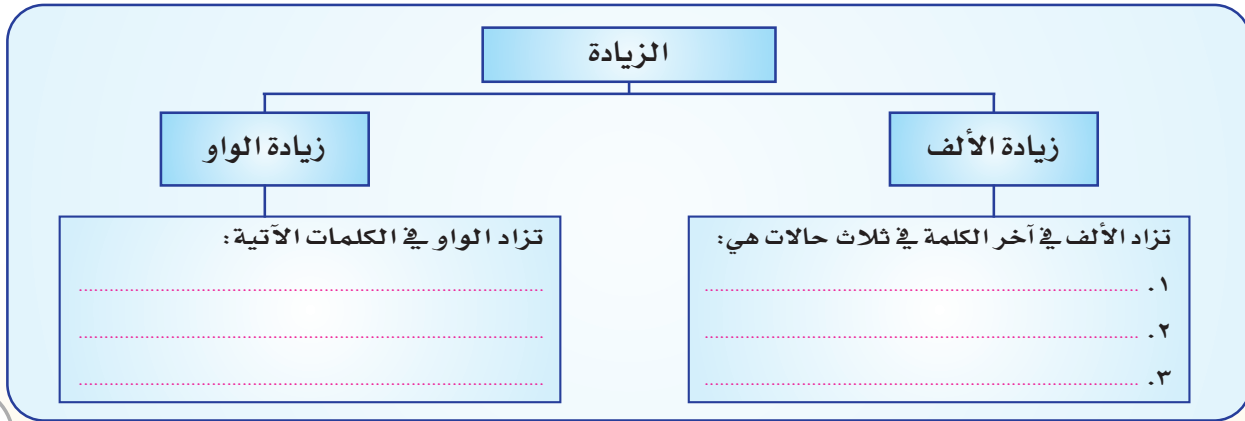 الزيادة
زيادة الألف
تزاد الألف في آخر الكلمة في ثلاث حالات هي:
١. ........................................
٢. ........................................
٣. ........................................
زيادة الواو
تزاد الواو في الكلمات الآتية:
........................................
........................................
........................................